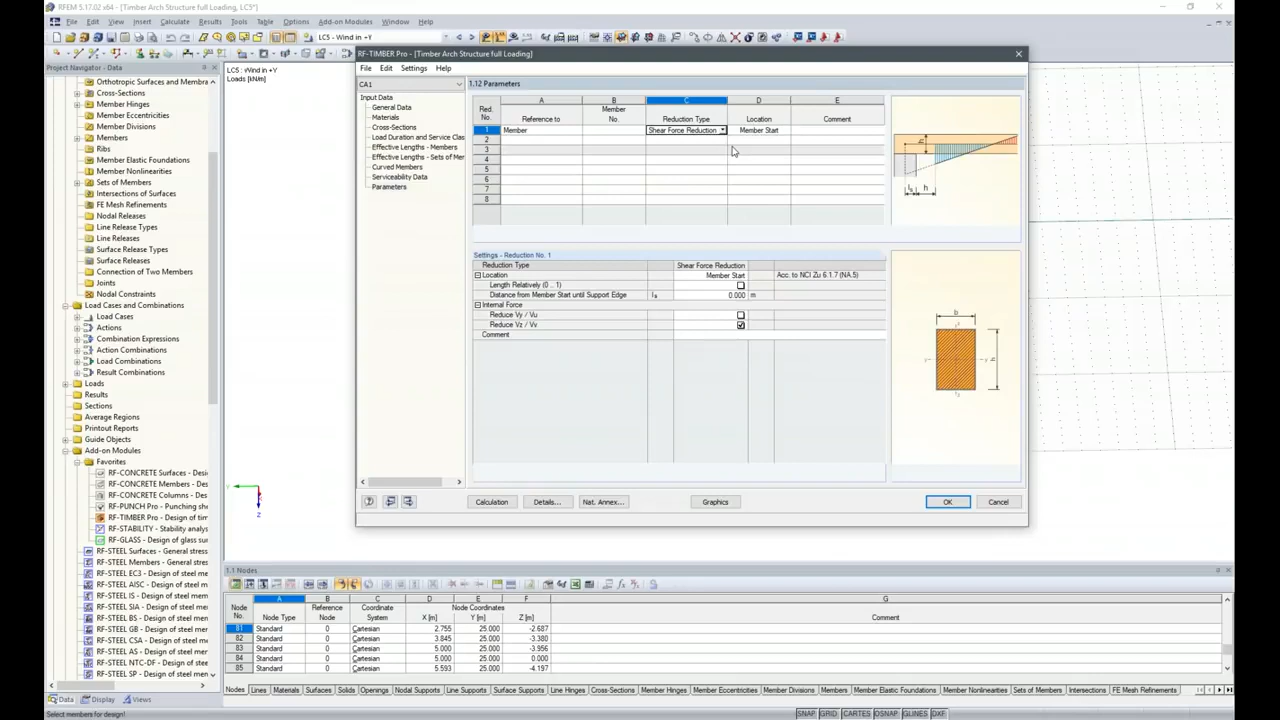 RFEM 5.17.02 x64 - [Timber Arch Structure full Loading, LC5*]
File Edit View Insert Calculate Results Tools Table Options Add-on Modules Window Help
LC5 - Wind in +Y
Project Navigator - Data
Orthotropic Surfaces and Membra
Cross-Sections
Member Hinges
Member Eccentricities
Member Divisions
Members
Ribs
Member Elastic Foundations
Member Nonlinearities
Sets of Members
Intersections of Surfaces
FE Mesh Refinements
Nodal Releases
Line Release Types
Line Releases
Surface Release Types
Surface Releases
Connection of Two Members
Joints
Nodal Constraints
Load Cases and Combinations
Load Cases
Actions
Combination Expressions
Action Combinations
Load Combinations
Result Combinations
Loads
Results
Sections
Average Regions
Printout Reports
Guide Objects
Add-on Modules
Favorites
RF-CONCRETE Surfaces - Desi
RF-CONCRETE Members - De
RF-CONCRETE Columns - De
RF-PUNCH Pro - Punching sh
RF-TIMBER Pro - Design of tim
RF-STABILITY - Stability analys
RF-GLASS - Design of glass su
RF-STEEL Surfaces - General stress
RF-STEEL Members - General stres
RF-STEEL EC3 - Design of steel me
RF-STEEL AISC - Design of steel m
RF-STEEL IS - Design of steel mem
RF-STEEL SIA - Design of steel me
RF-STEEL BS - Design of steel mer
RF-STEEL GB - Design of steel mer
RF-STEEL CSA - Design of steel m
RF-STEEL AS - Design of steel me
RF-STEEL NTC-DF - Design of stee
RF-STEEL SP - Design of steel mer
Data Display Views
Select members for design!
LC5 : Wind in +Y
Loads [kN/m]
Y
Z
RF-TIMBER Pro - [Timber Arch Structure full Loading]
File Edit Settings Help
CA1
Input Data
General Data
Materials
Cross-Sections
Load Duration and Service Clas
Effective Lengths - Members
Effective Lengths - Sets of Mer
Curved Members
Serviceability Data
Parameters
1.12 Parameters
A B C D E
Red. No. Reference to Member No. Reduction Type Location Comment
1 Member Shear Force Reduction Member Start
2
3
4
5
6
7
8
h
h
Settings - Reduction No. 1
Reduction Type Shear Force Reduction
Location Member Start Acc. to NCI Zu 6.1.7 (NA.5)
Length Relatively (0 .. 1)
Distance from Member Start until Support Edge 0.000 m
Internal Force
Reduce Vy / Vu
Reduce Vz / Vv
Comment
b
h
Calculation Details... Nat. Annex... Graphics OK Cancel
1.1 Nodes
A B C D E F G
Node No. Node Type Reference Node Coordinate System Node Coordinates X [m] Y [m] Z [m] Comment
81 Standard 0 Cartesian 2.755 25.000 -2.687
82 Standard 0 Cartesian 3.845 25.000 -3.380
83 Standard 0 Cartesian 5.000 25.000 -3.956
84 Standard 0 Cartesian 5.000 25.000 0.000
85 Standard 0 Cartesian 5.593 25.000 -4.197
Nodes Lines Materials Surfaces Solids Openings Nodal Supports Line Supports Surface Supports Line Hinges Cross-Sections Member Hinges Member Eccentricities Member Divisions Members Member Elastic Foundations Member Nonlinearities Sets of Members Intersections FE Mesh Refinements
SNAP GRID CARTES OSNAP GLINES DXF